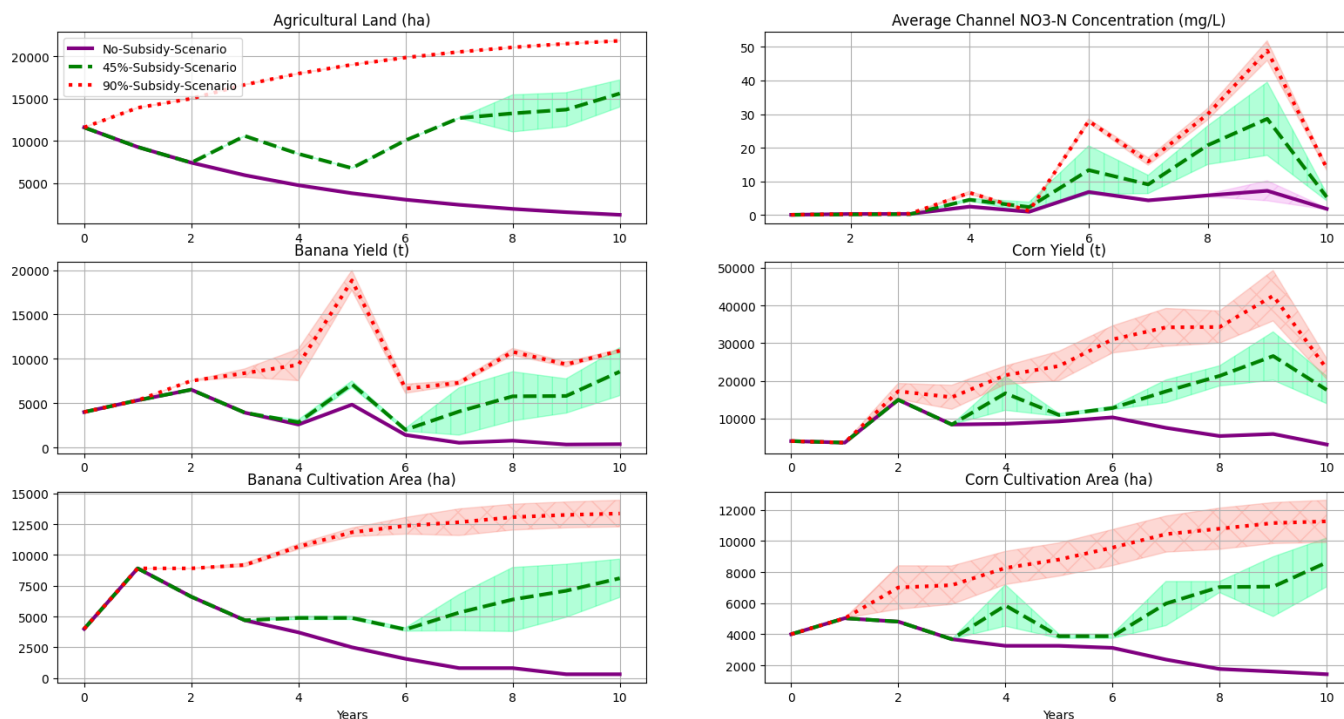 Agricultural Land (ha)
No-Subsidy-Scenario
45%-Subsidy-Scenario
90%-Subsidy-Scenario
20000
15000
10000
5000
0 2 4 6 8 10
Average Channel NO3-N Concentration (mg/L)
50
40
30
20
10
0
2 4 6 8 10
Banana Yield (t)
20000
15000
10000
5000
0
0 2 4 6 8 10
Corn Yield (t)
50000
40000
30000
20000
10000
0 2 4 6 8 10
Banana Cultivation Area (ha)
15000
12500
10000
7500
5000
2500
0
0 2 4 6 8 10
Years
Corn Cultivation Area (ha)
12000
10000
8000
6000
4000
2000
0 2 4 6 8 10
Years